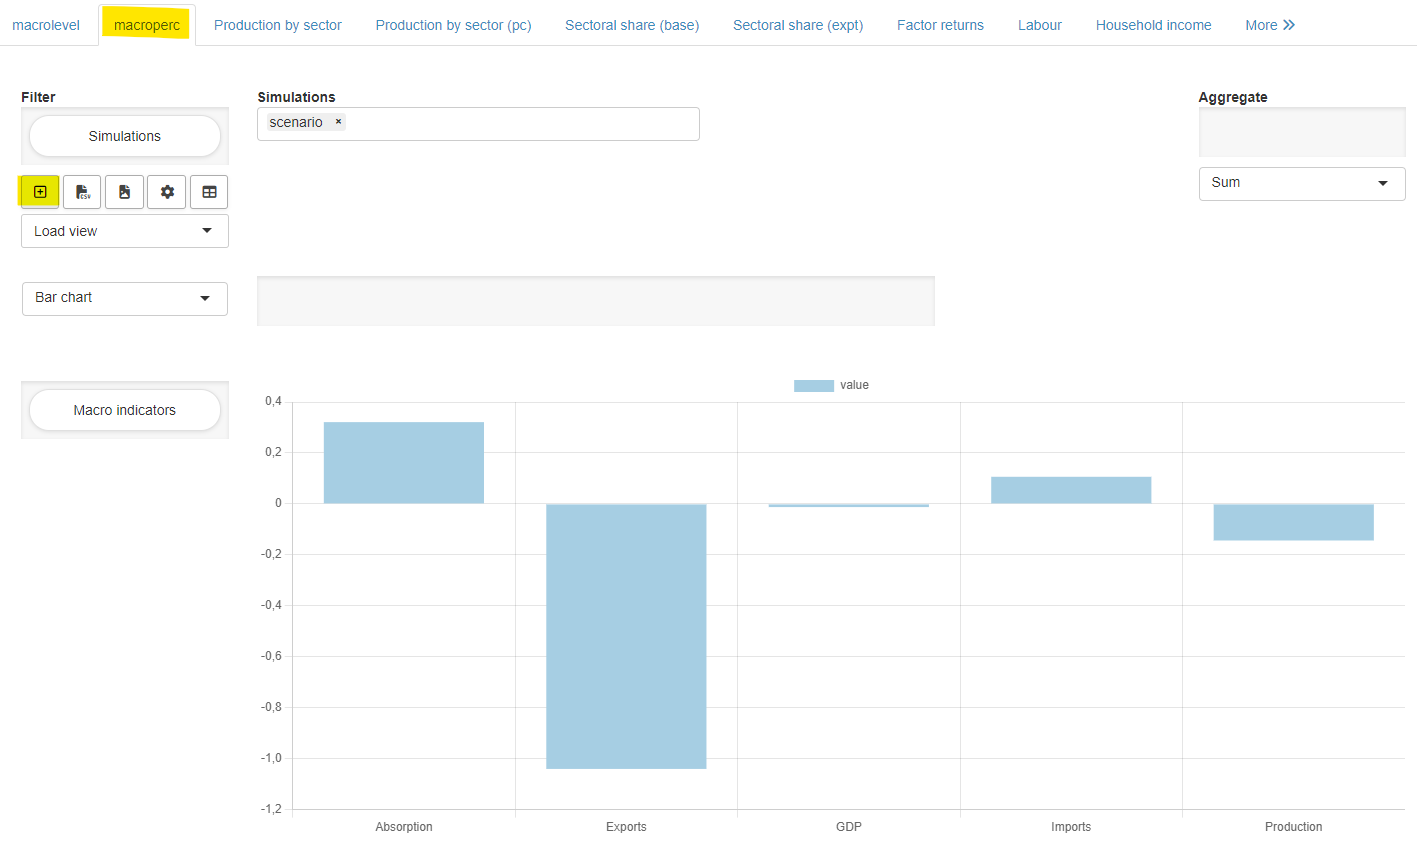 macrolevel macroperc Production by sector Production by sector (pc) Sectoral share (base) Sectoral share (expt) Factor returns Labour Household income More
Filter Simulations Aggregate
Simulations scenario ×
CSV
Sum
Load view
Bar chart
Macro indicators
value
0,4
0,2
0
-0,2
-0,4
-0,6
-0,8
-1,0
-1,2
Absorption Exports GDP Imports Production